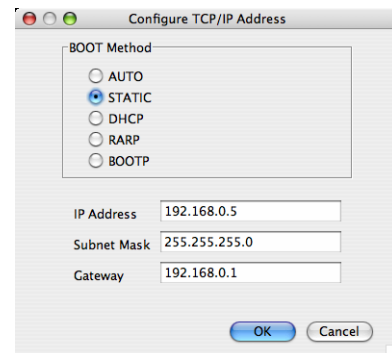 Configure TCP/IP Address
BOOT Method
AUTO
STATIC
DHCP
RARP
BOOTP
IP Address 192.168.0.5
Subnet Mask 255.255.255.0
Gateway 192.168.0.1
OK Cancel